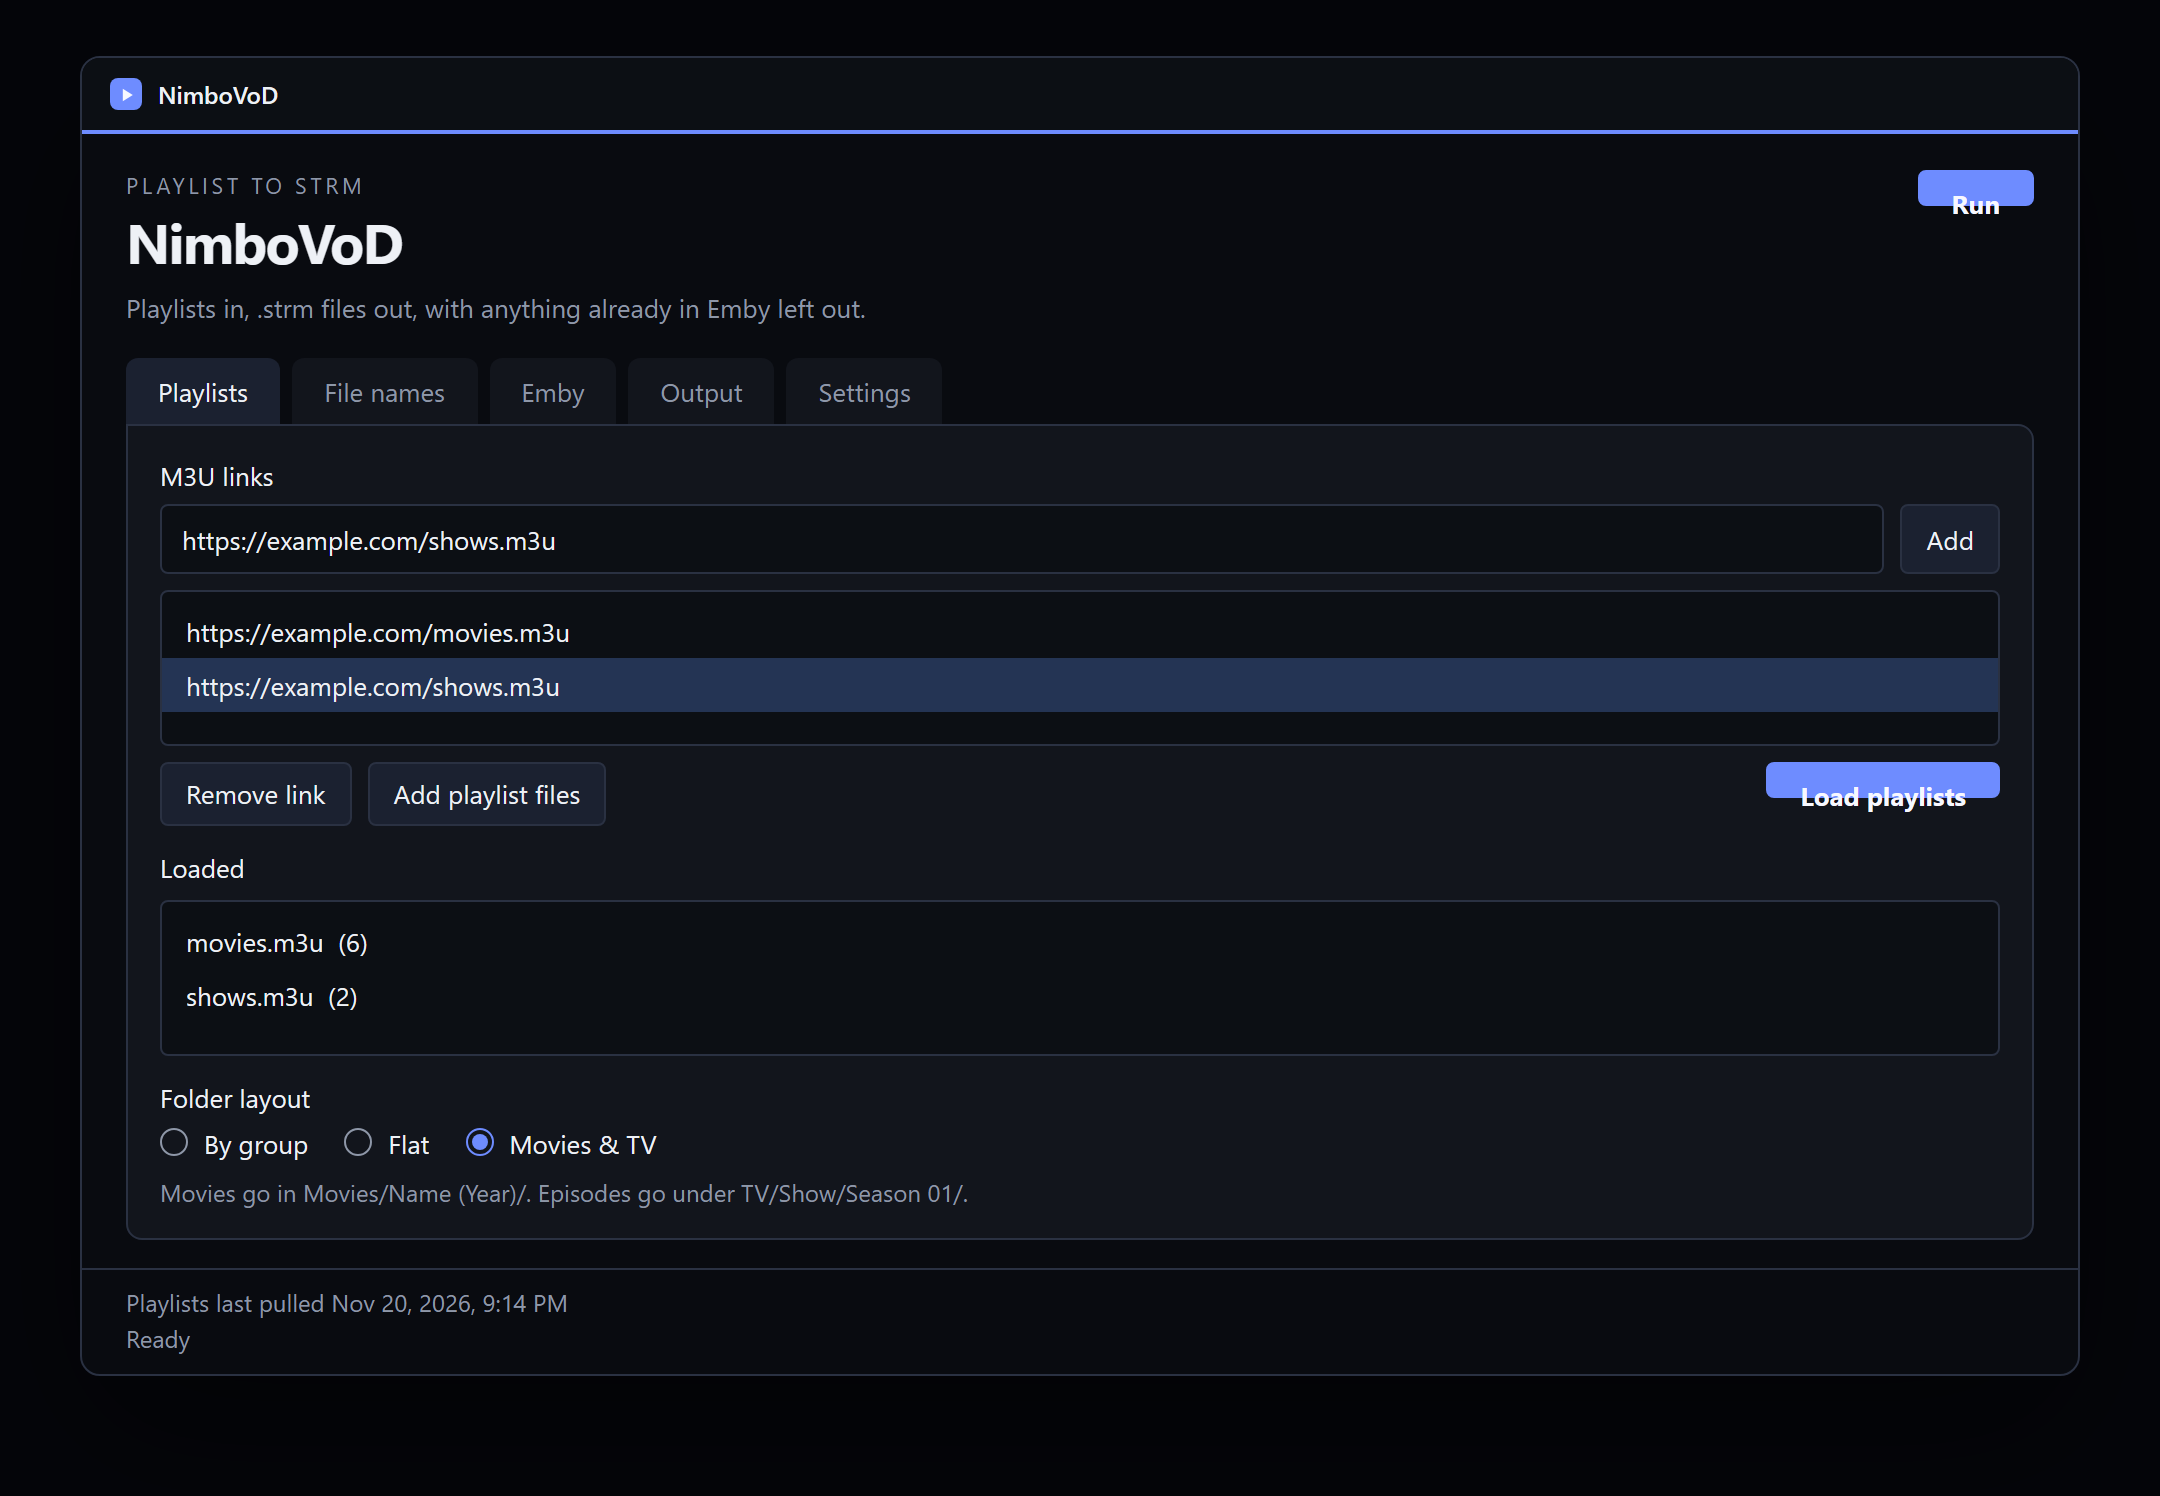 NimboVoD
PLAYLIST TO STRM
Run
NimboVoD
Playlists in, .strm files out, with anything already in Emby left out.
Playlists File names Emby Output Settings
M3U links
https://example.com/shows.m3u Add
https://example.com/movies.m3u
https://example.com/shows.m3u
Remove link Add playlist files Load playlists
Loaded
movies.m3u (6)
shows.m3u (2)
Folder layout
By group Flat Movies & TV
Movies go in Movies/Name (Year)/. Episodes go under TV/Show/Season 01/.
Playlists last pulled Nov 20, 2026, 9:14 PM
Ready